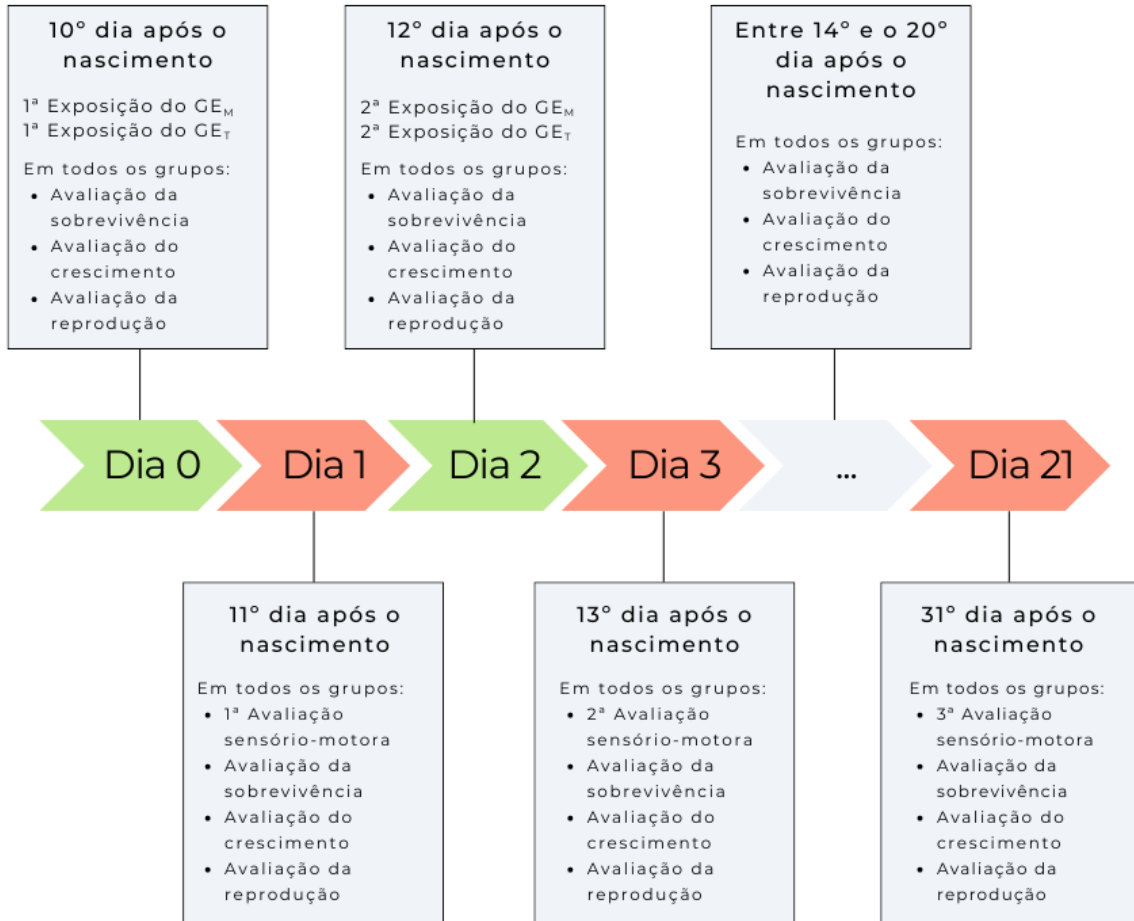 10º dia após o
nascimento
1ª Exposição do GEM
1ª Exposição do GET
Em todos os grupos:
• Avaliação da
sobrevivência
• Avaliação do
crescimento
• Avaliação da
reprodução
12º dia após o
nascimento
2ª Exposição do GEM
2ª Exposição do GET
Em todos os grupos:
• Avaliação da
sobrevivência
• Avaliação do
crescimento
• Avaliação da
reprodução
Entre 14º e o 20º
dia após o
nascimento
Em todos os grupos:
• Avaliação da
sobrevivência
• Avaliação do
crescimento
• Avaliação da
reprodução
Dia 0
Dia 1
Dia 2
Dia 3
...
Dia 21
11º dia após o
nascimento
Em todos os grupos:
• 1ª Avaliação
sensório-motora
• Avaliação da
sobrevivência
• Avaliação do
crescimento
• Avaliação da
reprodução
13º dia após o
nascimento
Em todos os grupos:
• 2ª Avaliação
sensório-motora
• Avaliação da
sobrevivência
• Avaliação do
crescimento
• Avaliação da
reprodução
31º dia após o
nascimento
Em todos os grupos:
• 3ª Avaliação
sensório-motora
• Avaliação da
sobrevivência
• Avaliação do
crescimento
• Avaliação da
reprodução